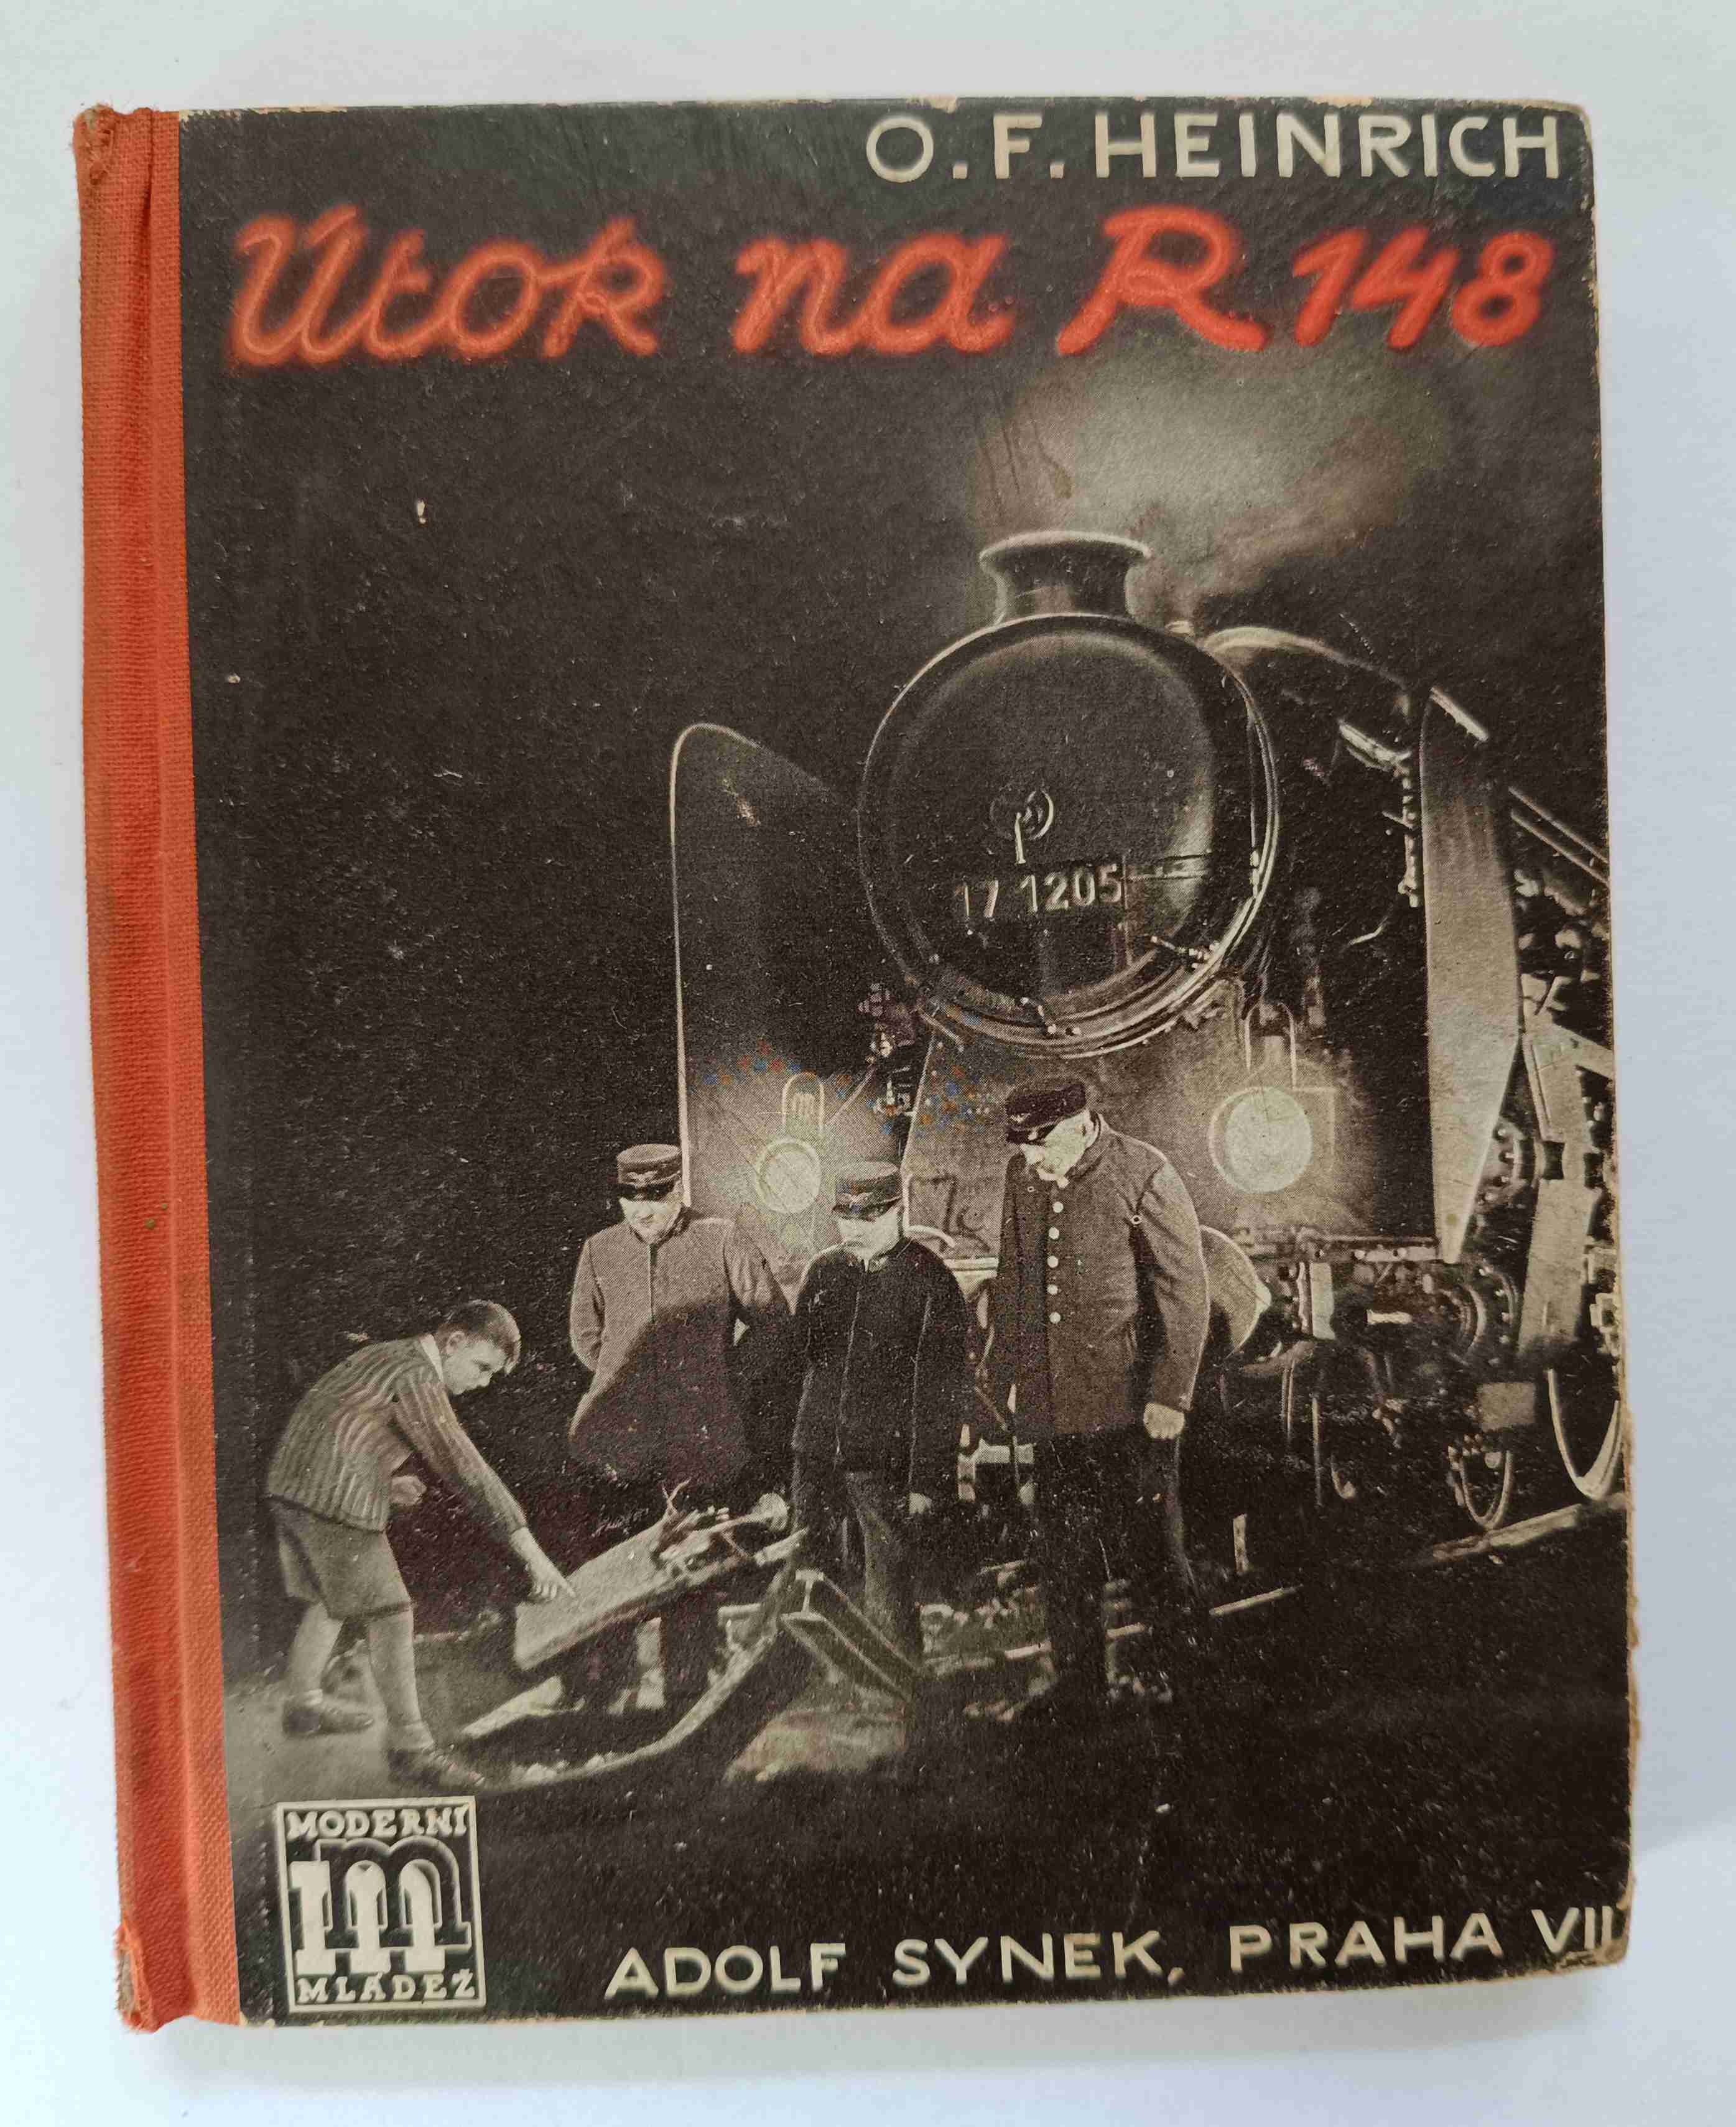 O. F. HEINRICH
Útok na R 148
17 1205
MODERNÍ
m
MLÁDEŽ
ADOLF SYNEK, PRAHA VII